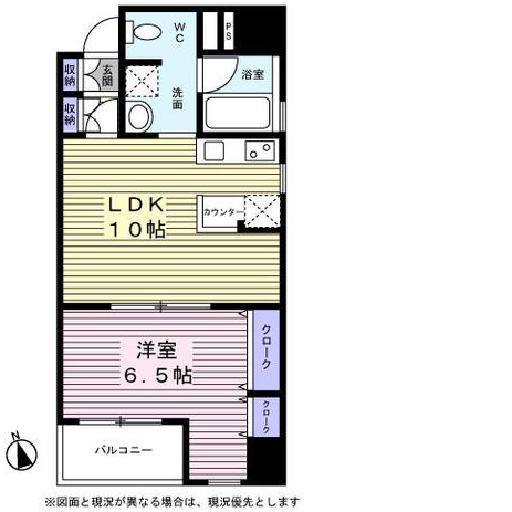 WC
PS
収納
玄関
浴室
洗面
収納
LDK
10帖
カウンター
洋室
6.5帖
クローク
クローク
バルコニー
N
※図面と現況が異なる場合は、現況優先とします